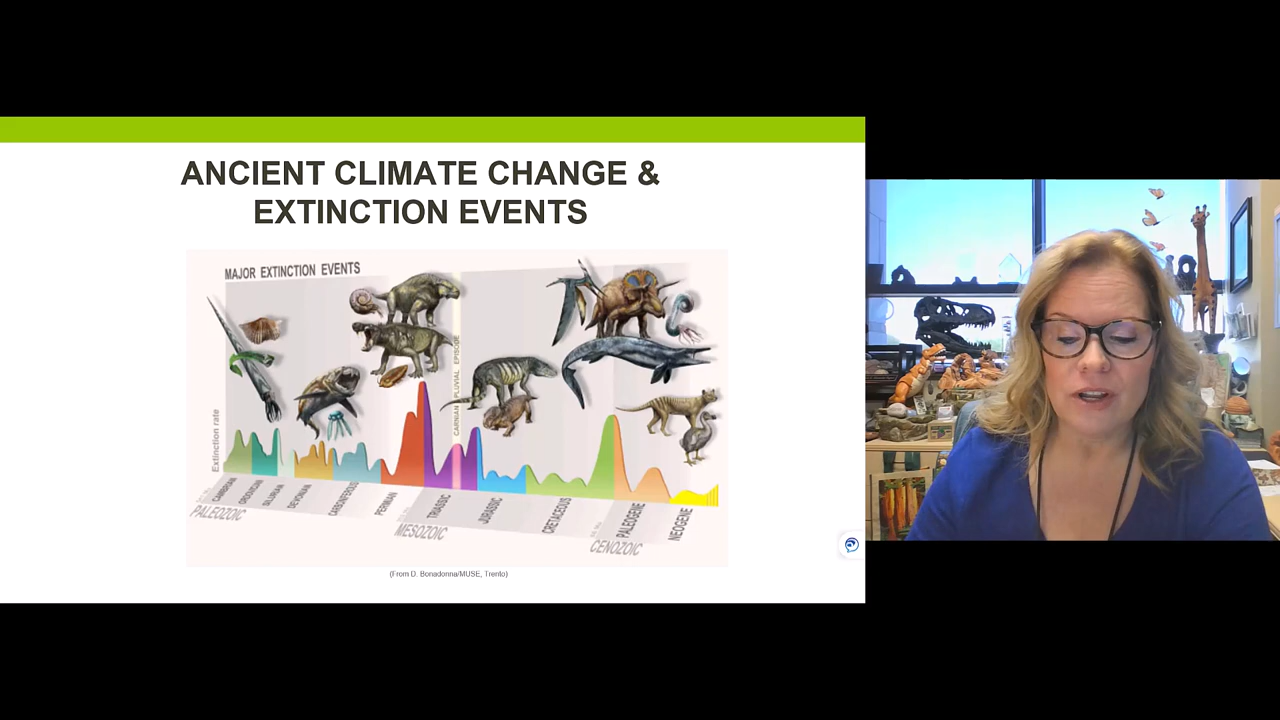 ANCIENT CLIMATE CHANGE &
EXTINCTION EVENTS
MAJOR EXTINCTION EVENTS
CARNIAN PLUVIAL EPISODE
Extinction rate
CAMBRIAN
ORDOVICIAN
SILURIAN
DEVONIAN
CARBONIFEROUS
PERMIAN
TRIASSIC
JURASSIC
CRETACEOUS
PALEOGENE
NEOGENE
PALEOZOIC
MESOZOIC
CENOZOIC
(From D. Bonadonna/MUSE, Trento)